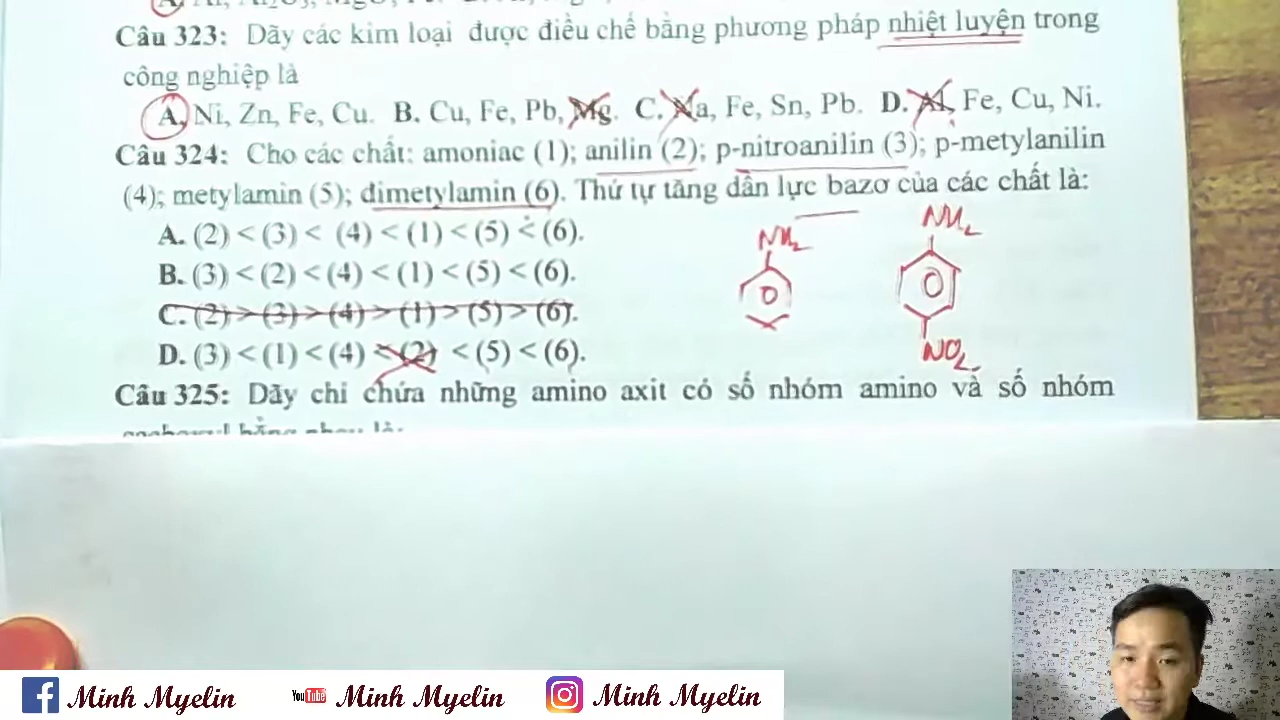 Câu 323: Dãy các kim loại được điều chế bằng phương pháp nhiệt luyện trong
công nghiệp là
A. Ni, Zn, Fe, Cu. B. Cu, Fe, Pb, Mg. C. Na, Fe, Sn, Pb. D. Al, Fe, Cu, Ni.
Câu 324: Cho các chất: amoniac (1); anilin (2); p-nitroanilin (3); p-metylanilin
(4); metylamin (5); đimetylamin (6). Thứ tự tăng dần lực bazơ của các chất là:
A. (2) < (3) < (4) < (1) < (5) < (6).
NH2
NH2
B. (3) < (2) < (4) < (1) < (5) < (6).
C. (2) > (3) > (4) > (1) > (5) > (6).
D. (3) < (1) < (4) < (2) < (5) < (6).
NO2
Câu 325: Dãy chỉ chứa những amino axit có số nhóm amino và số nhóm
Minh Myelin
YouTube Minh Myelin
Minh Myelin